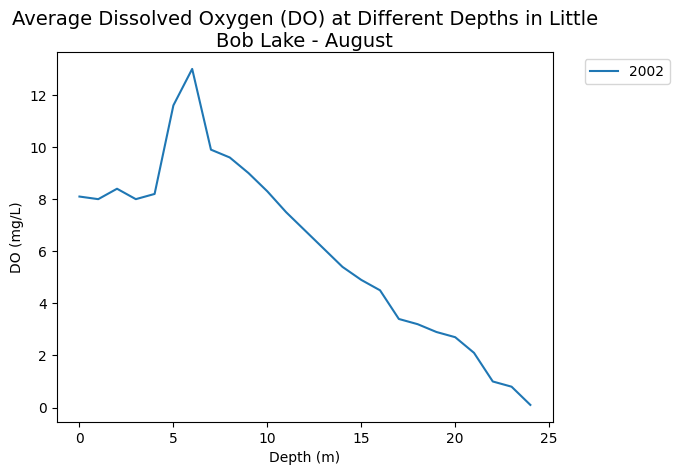 Average Dissolved Oxygen (DO) at Different Depths in Little
Bob Lake - August
2002
12
10
8
6
4
2
0
DO (mg/L)
0 5 10 15 20 25
Depth (m)